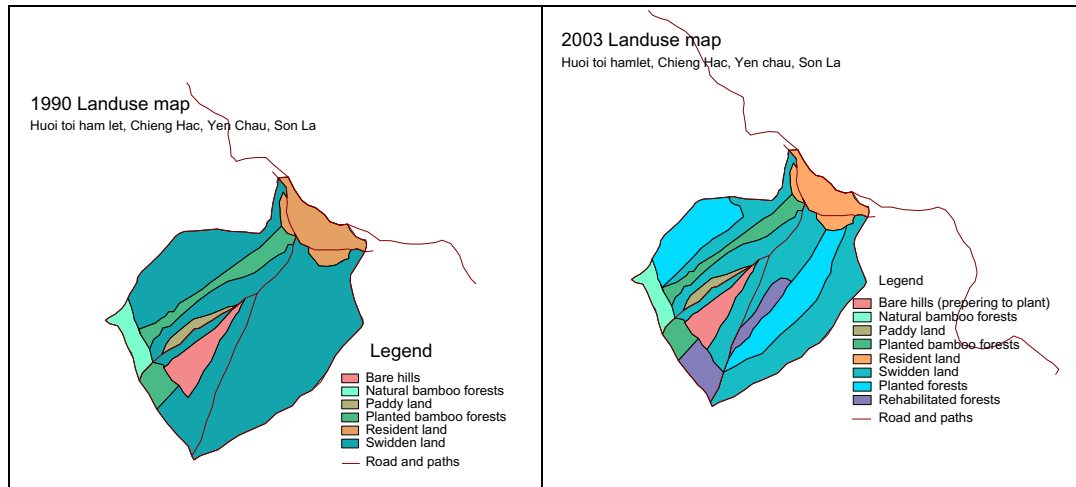 1990 Landuse map
Huoi toi ham let, Chieng Hac, Yen Chau, Son La
Legend
Bare hills
Natural bamboo forests
Paddy land
Planted bamboo forests
Resident land
Swidden land
Road and paths
2003 Landuse map
Huoi toi hamlet, Chieng Hac, Yen chau, Son La
Legend
Bare hills (prepering to plant)
Natural bamboo forests
Paddy land
Planted bamboo forests
Resident land
Swidden land
Planted forests
Rehabilitated forests
Road and paths